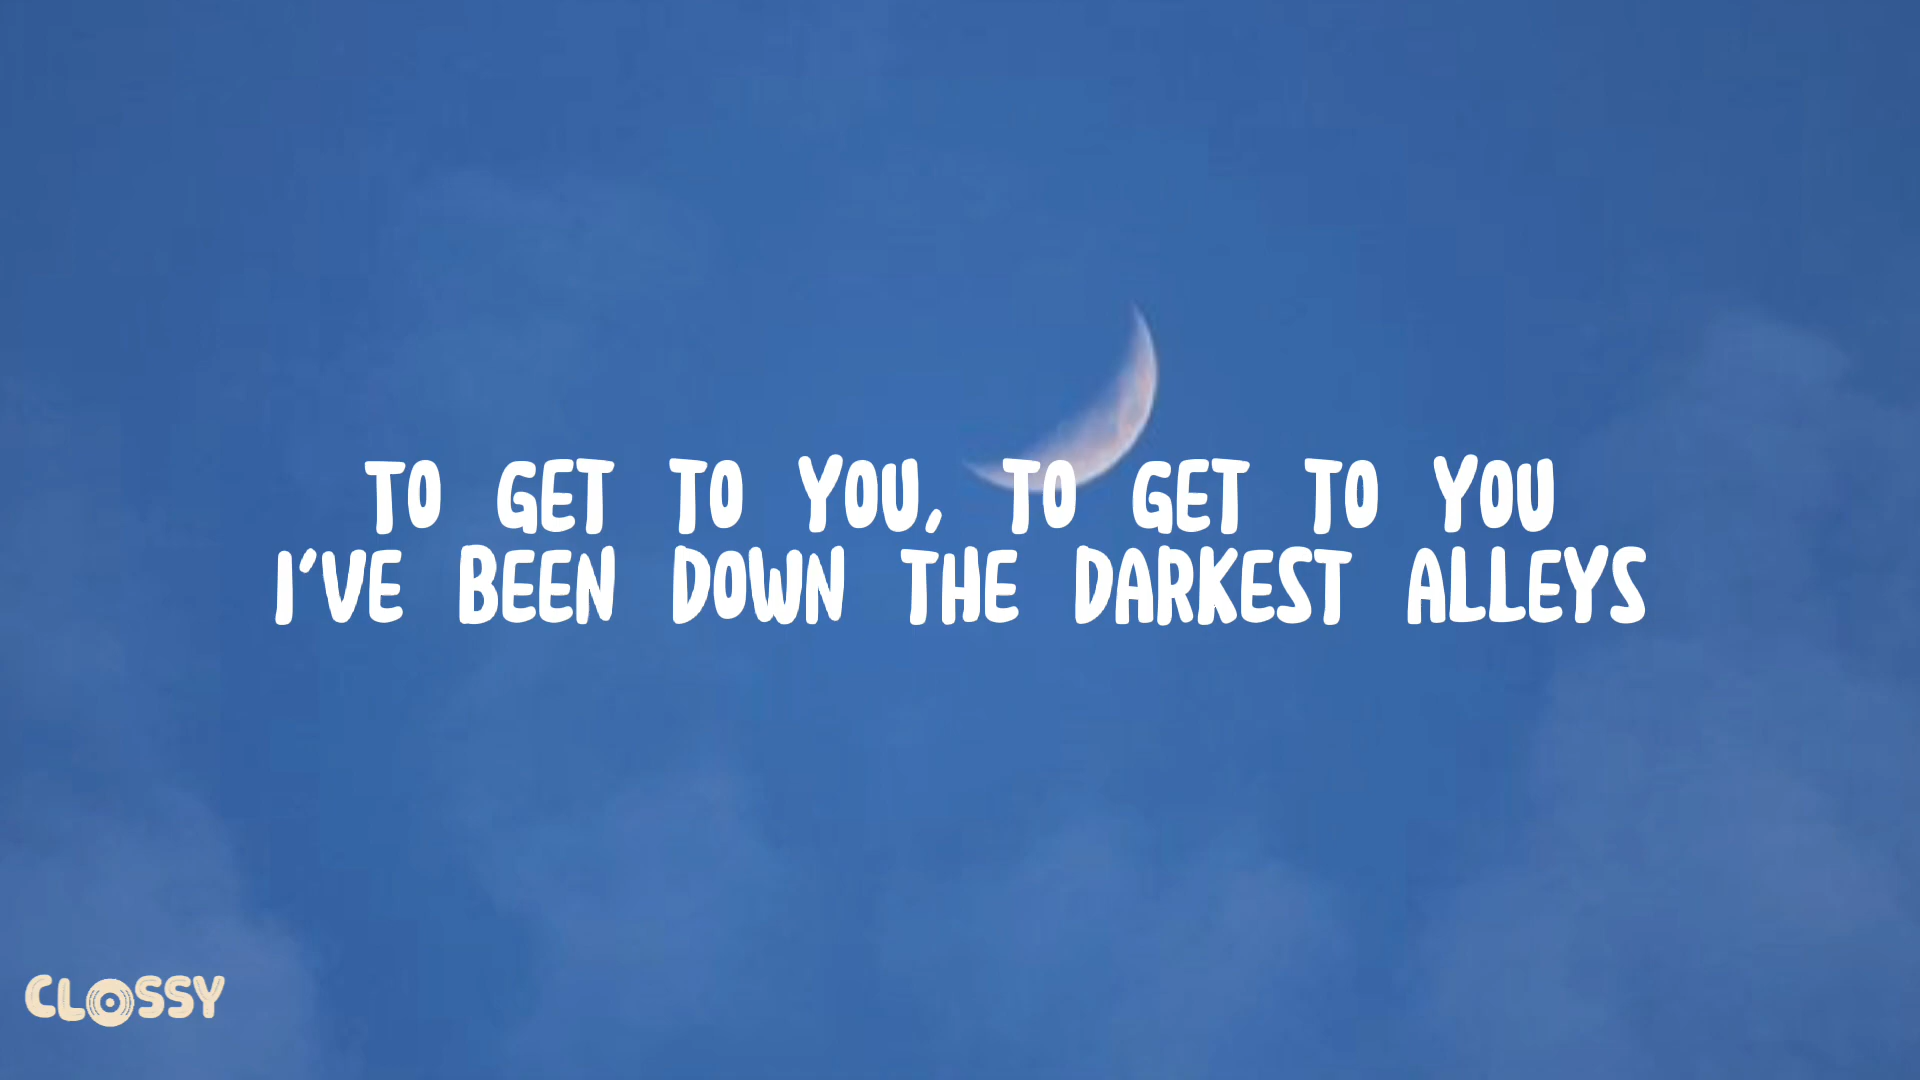 TO GET TO YOU, TO GET TO YOU
I'VE BEEN DOWN THE DARKEST ALLEYS
CLOSSY